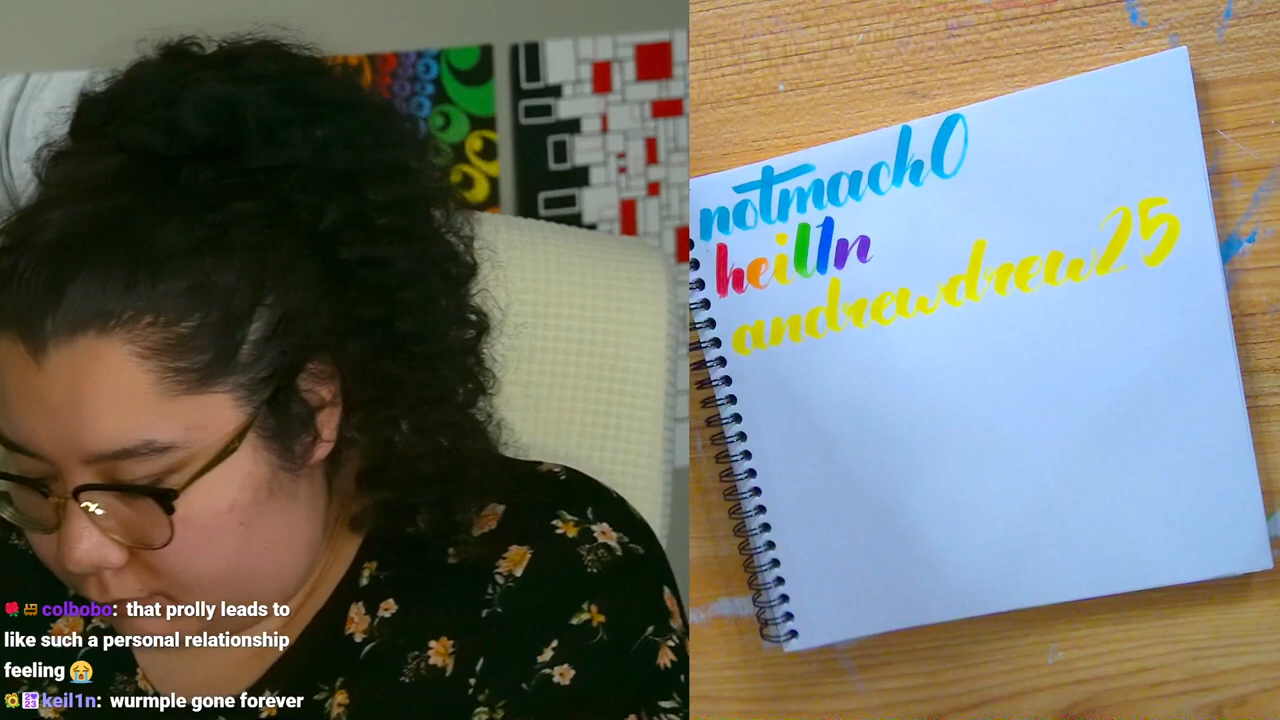 notmach0
keil1n
andrewdrew25
colbobo: that prolly leads to
like such a personal relationship
feeling 😭
keil1n: wurmple gone forever